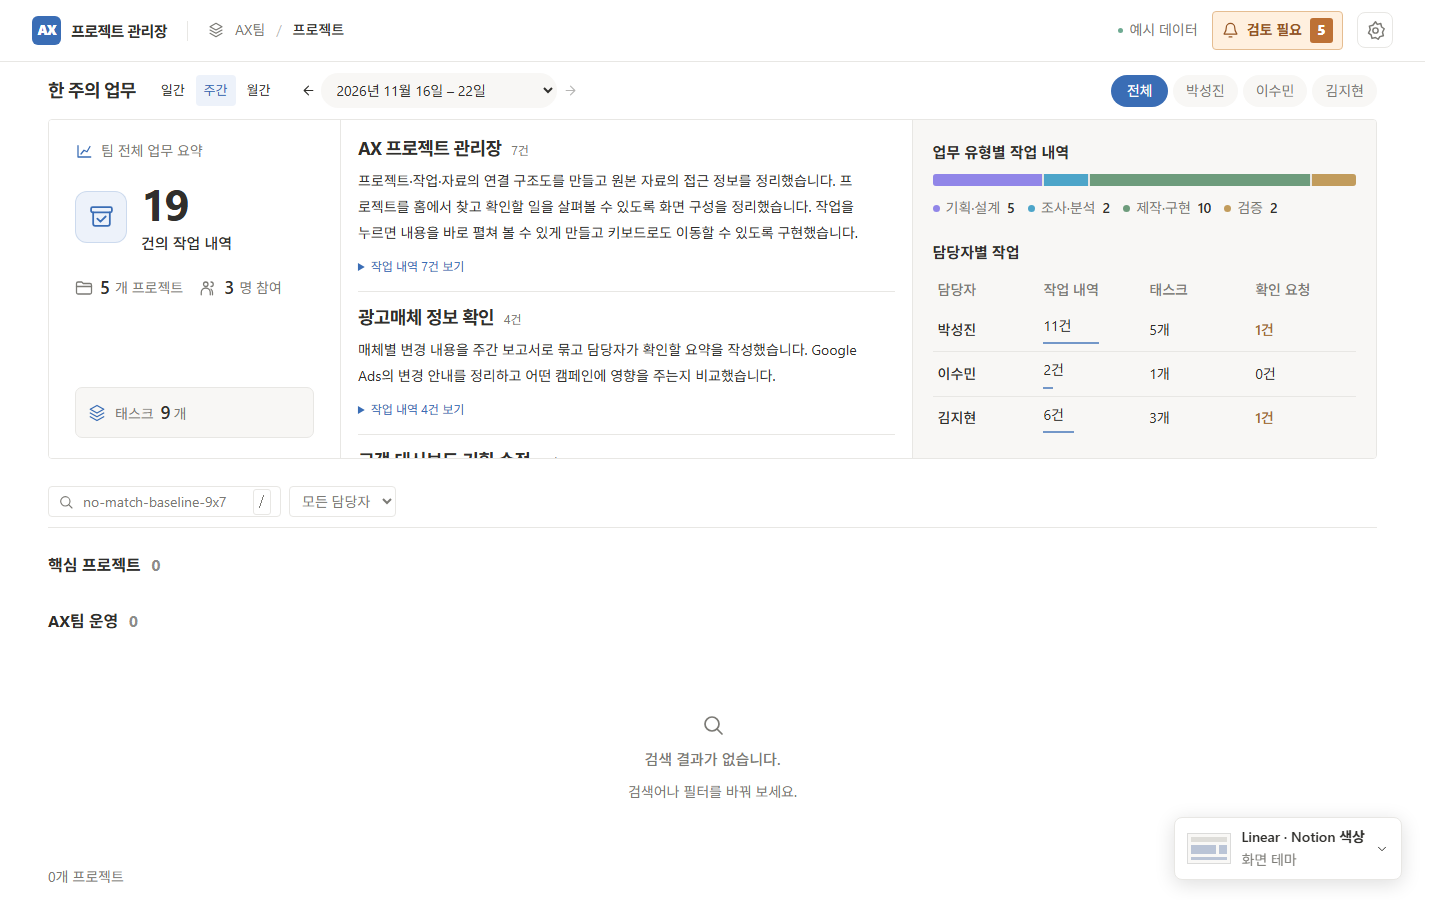 AX 프로젝트 관리장 AX팀 / 프로젝트
예시 데이터 검토 필요 5
한 주의 업무 일간 주간 월간 ← 2026년 11월 16일 – 22일 →
전체 박성진 이수민 김지현
팀 전체 업무 요약
19
건의 작업 내역
5 개 프로젝트 3 명 참여
태스크 9 개
AX 프로젝트 관리장 7건
프로젝트·작업·자료의 연결 구조도를 만들고 원본 자료의 접근 정보를 정리했습니다. 프
로젝트를 홈에서 찾고 확인할 일을 살펴볼 수 있도록 화면 구성을 정리했습니다. 작업을
누르면 내용을 바로 펼쳐 볼 수 있게 만들고 키보드로도 이동할 수 있도록 구현했습니다.
▶ 작업 내역 7건 보기
광고매체 정보 확인 4건
매체별 변경 내용을 주간 보고서로 묶고 담당자가 확인할 요약을 작성했습니다. Google
Ads의 변경 안내를 정리하고 어떤 캠페인에 영향을 주는지 비교했습니다.
▶ 작업 내역 4건 보기
업무 유형별 작업 내역
기획·설계 5 조사·분석 2 제작·구현 10 검증 2
담당자별 작업
담당자 작업 내역 태스크 확인 요청
박성진 11건 5개 1건
이수민 2건 1개 0건
김지현 6건 3개 1건
no-match-baseline-9x7 / 모든 담당자
핵심 프로젝트 0
AX팀 운영 0
검색 결과가 없습니다.
검색어나 필터를 바꿔 보세요.
Linear · Notion 색상
화면 테마
0개 프로젝트